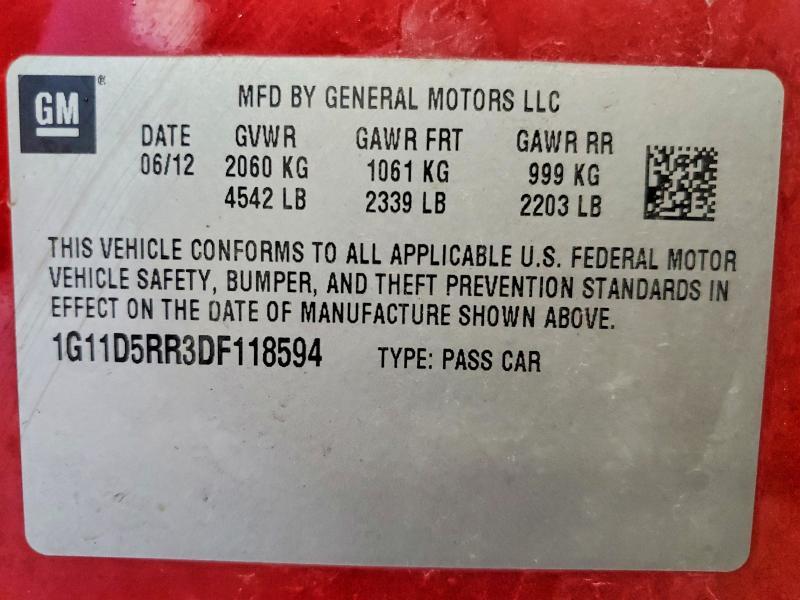 GM ®
MFD BY GENERAL MOTORS LLC
DATE GVWR GAWR FRT GAWR RR
06/12 2060 KG 1061 KG 999 KG
4542 LB 2339 LB 2203 LB
THIS VEHICLE CONFORMS TO ALL APPLICABLE U.S. FEDERAL MOTOR
VEHICLE SAFETY, BUMPER, AND THEFT PREVENTION STANDARDS IN
EFFECT ON THE DATE OF MANUFACTURE SHOWN ABOVE.
1G11D5RR3DF118594 TYPE: PASS CAR